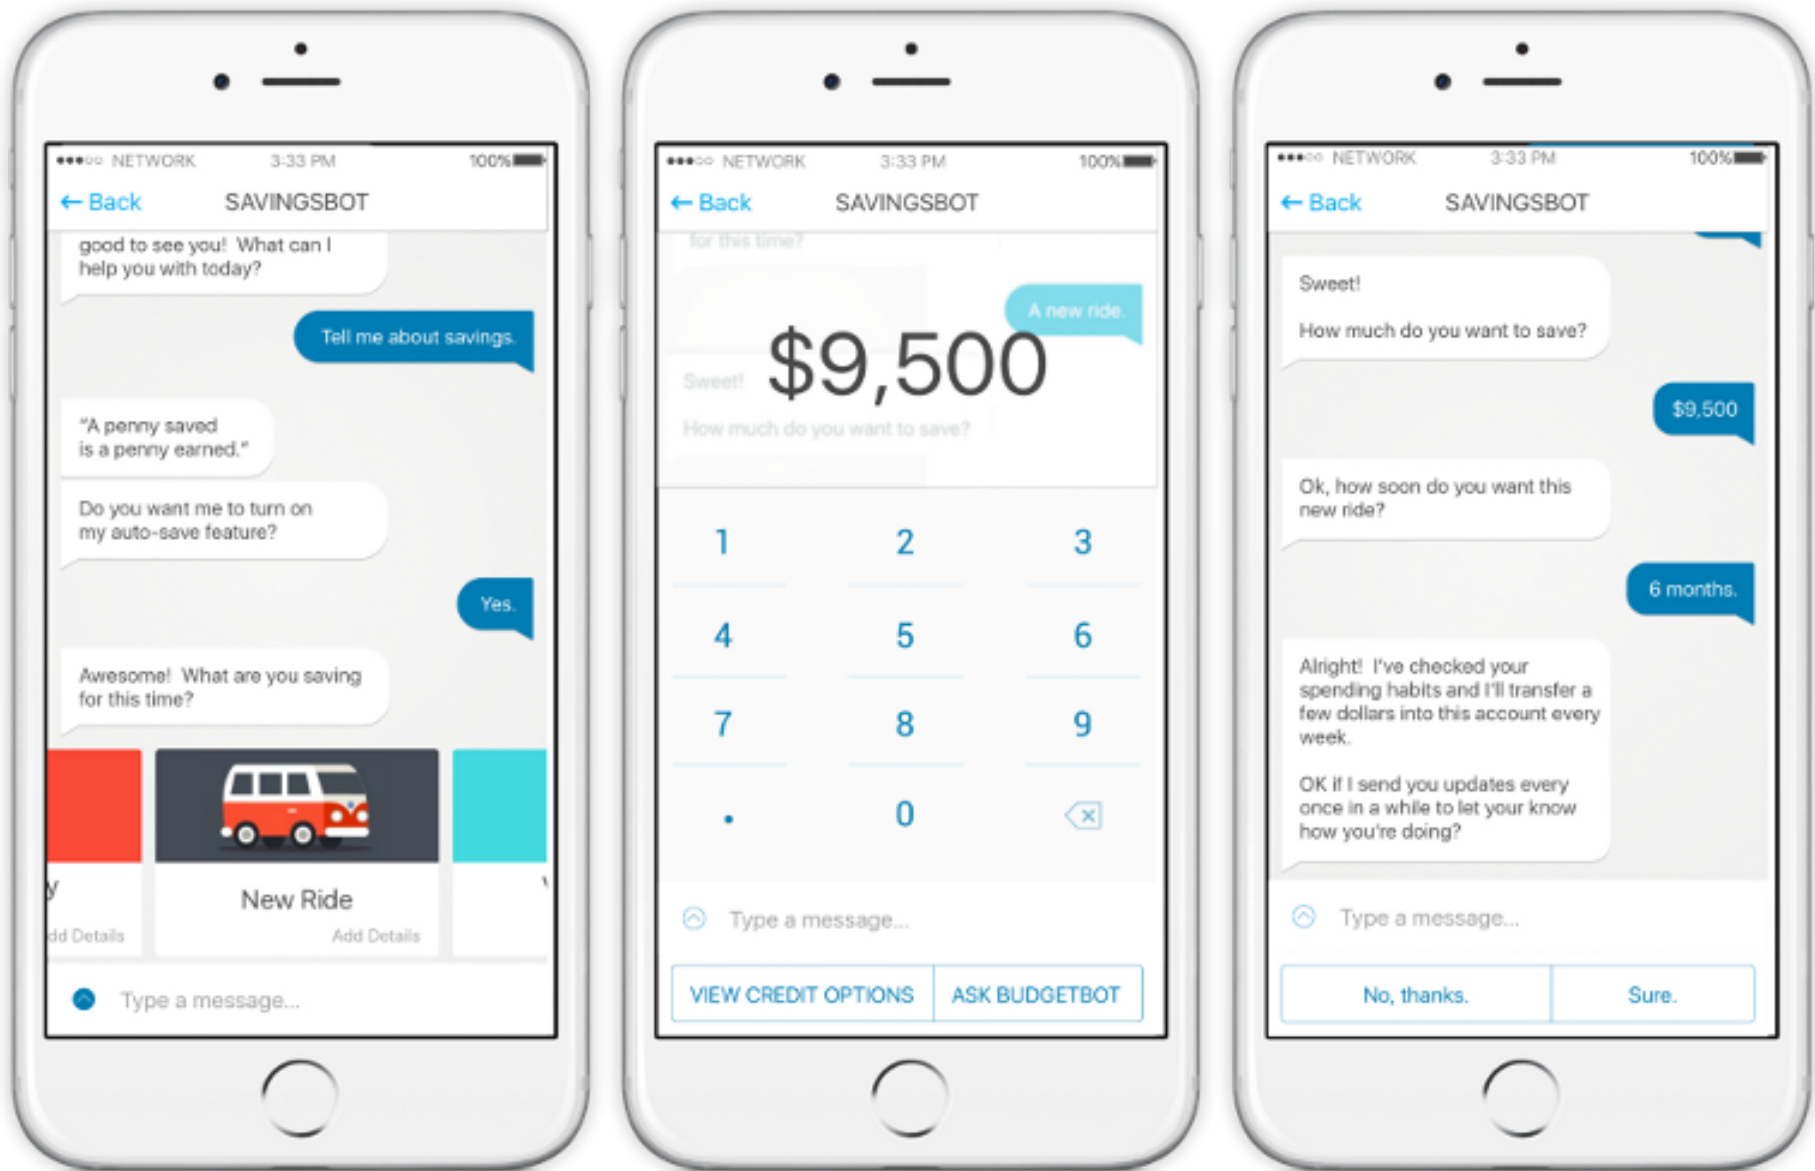 NETWORK 3:33 PM 100%
← Back SAVINGSBOT
good to see you! What can I
help you with today?
Tell me about savings.
“A penny saved
is a penny earned.”
Do you want me to turn on
my auto-save feature?
Yes.
Awesome! What are you saving
for this time?
y
New Ride
dd Details
Add Details
Type a message...
NETWORK 3:33 PM 100%
← Back SAVINGSBOT
for this time?
A new ride.
$9,500
Sweet!
How much do you want to save?
1 2 3
4 5 6
7 8 9
. 0
Type a message...
VIEW CREDIT OPTIONS ASK BUDGETBOT
NETWORK 3:33 PM 100%
← Back SAVINGSBOT
Sweet!
How much do you want to save?
$9,500
Ok, how soon do you want this
new ride?
6 months.
Alright! I've checked your
spending habits and I'll transfer a
few dollars into this account every
week.
OK if I send you updates every
once in a while to let your know
how you're doing?
Type a message...
No, thanks. Sure.